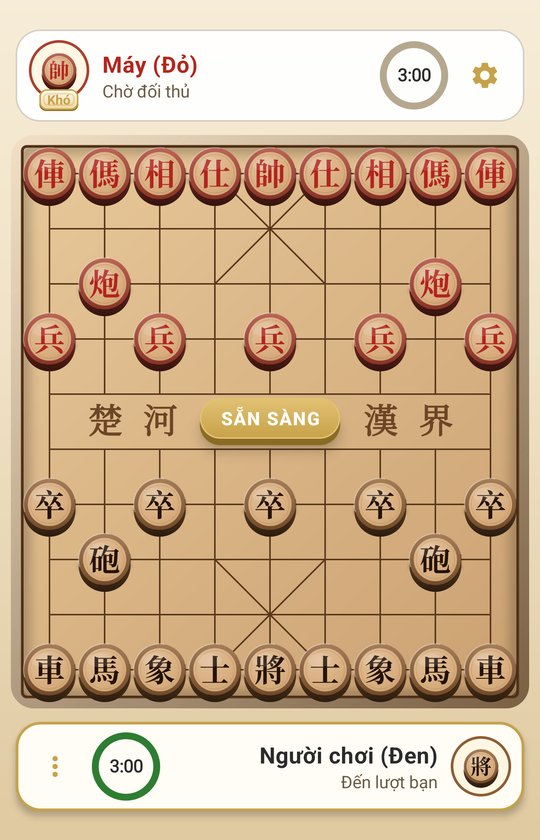 帥
Khó
Máy (Đỏ)
Chờ đối thủ
3:00
俥傌相仕帥仕相傌俥
炮炮
兵兵兵兵兵
楚河 SẴN SÀNG 漢界
卒卒卒卒卒
砲砲
車馬象士將士象馬車
3:00
Người chơi (Đen)
Đến lượt bạn
將